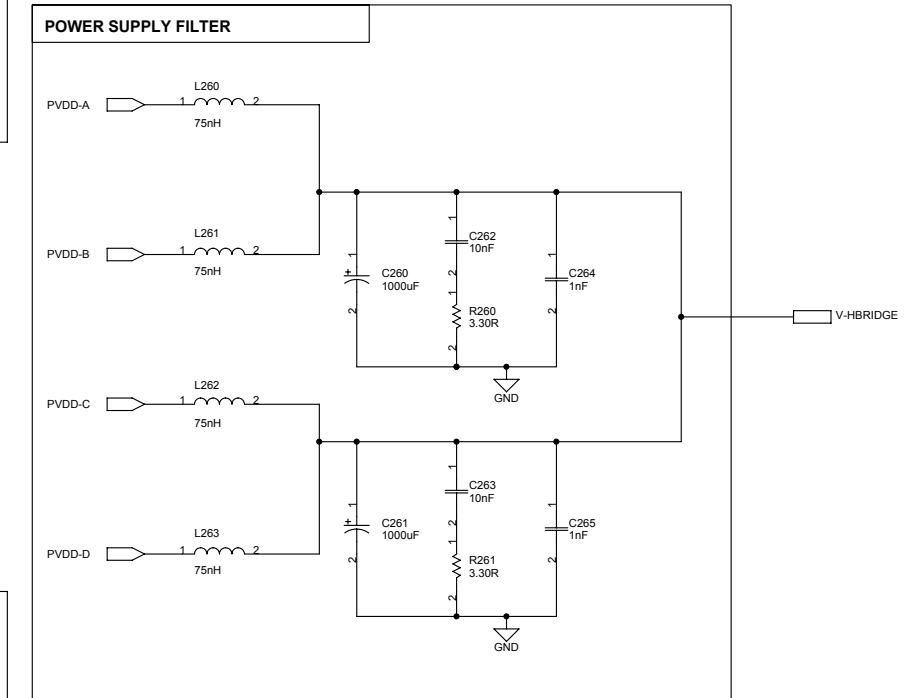 POWER SUPPLY FILTER
L260
PVDD-A
1
2
75nH
L261
PVDD-B
1
2
75nH
1
+
2
C260
1000uF
1
C262
10nF
2
1
R260
3.30R
2
1
C264
1nF
2
GND
V-HBRIDGE
L262
PVDD-C
1
2
75nH
L263
PVDD-D
1
2
75nH
1
+
2
C261
1000uF
1
C263
10nF
2
1
R261
3.30R
2
1
C265
1nF
2
GND